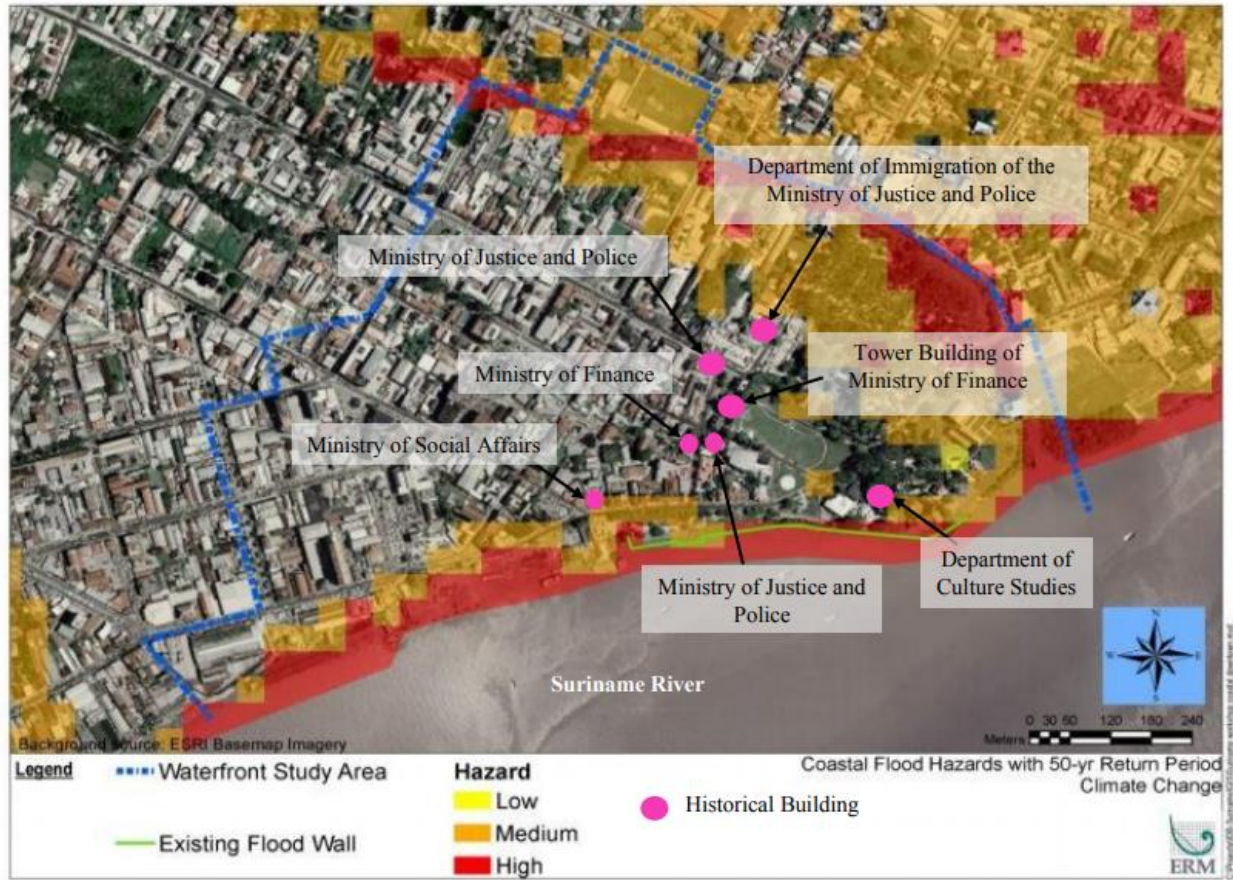 Department of Immigration of the
Ministry of Justice and Police
Ministry of Justice and Police
Tower Building of
Ministry of Finance
Ministry of Finance
Ministry of Social Affairs
Department of
Culture Studies
Ministry of Justice and
Police
Suriname River
N
W E
S
0 30 60 120 180 240
Meters
Background source: ESRI Basemap Imagery
Legend
Waterfront Study Area
Existing Flood Wall
Hazard
Low
Medium
High
Historical Building
Coastal Flood Hazards with 50-yr Return Period
Climate Change
ERM